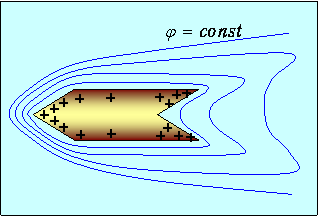 φ = const